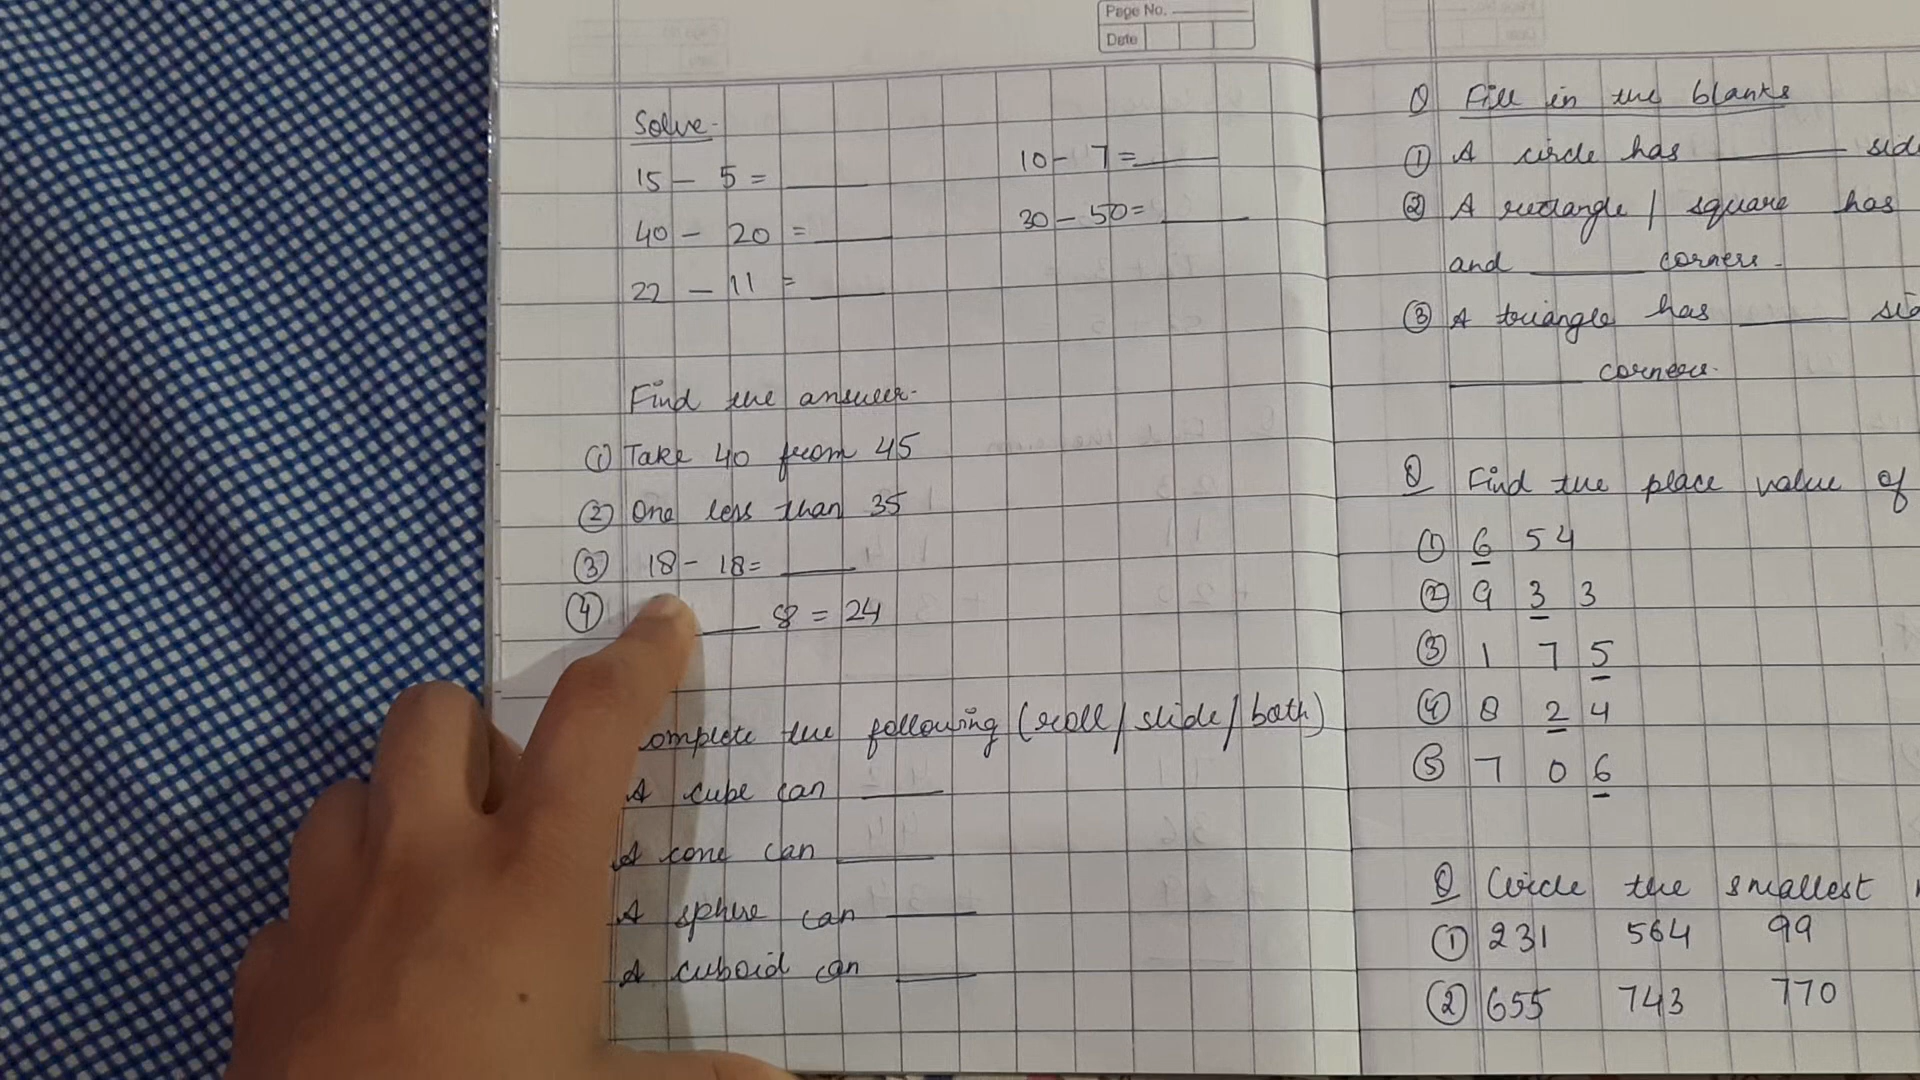 Page No.
Date
Solve-
15 - 5 = ____
10 - 7 = ____
40 - 20 = ____
30 - 50 = ____
22 - 11 = ____
Find the answer-
① Take 40 from 45
② One less than 35
③ 18 - 18 = ____
④ ____ 8 = 24
omplete the following (roll/slide/both)
A cube can ____
A cone can ____
A sphere can ____
A cuboid can ____
Q Fill in the blanks
① A circle has ____ sid
② A rectangle / square has
and ____ corners.
③ A triangle has ____
____ corners.
Q Find the place value of
① 6 5 4
② 9 3 3
③ 1 7 5
④ 8 2 4
⑤ 7 0 6
Q Circle the smallest
① 231 564 99
② 655 743 770